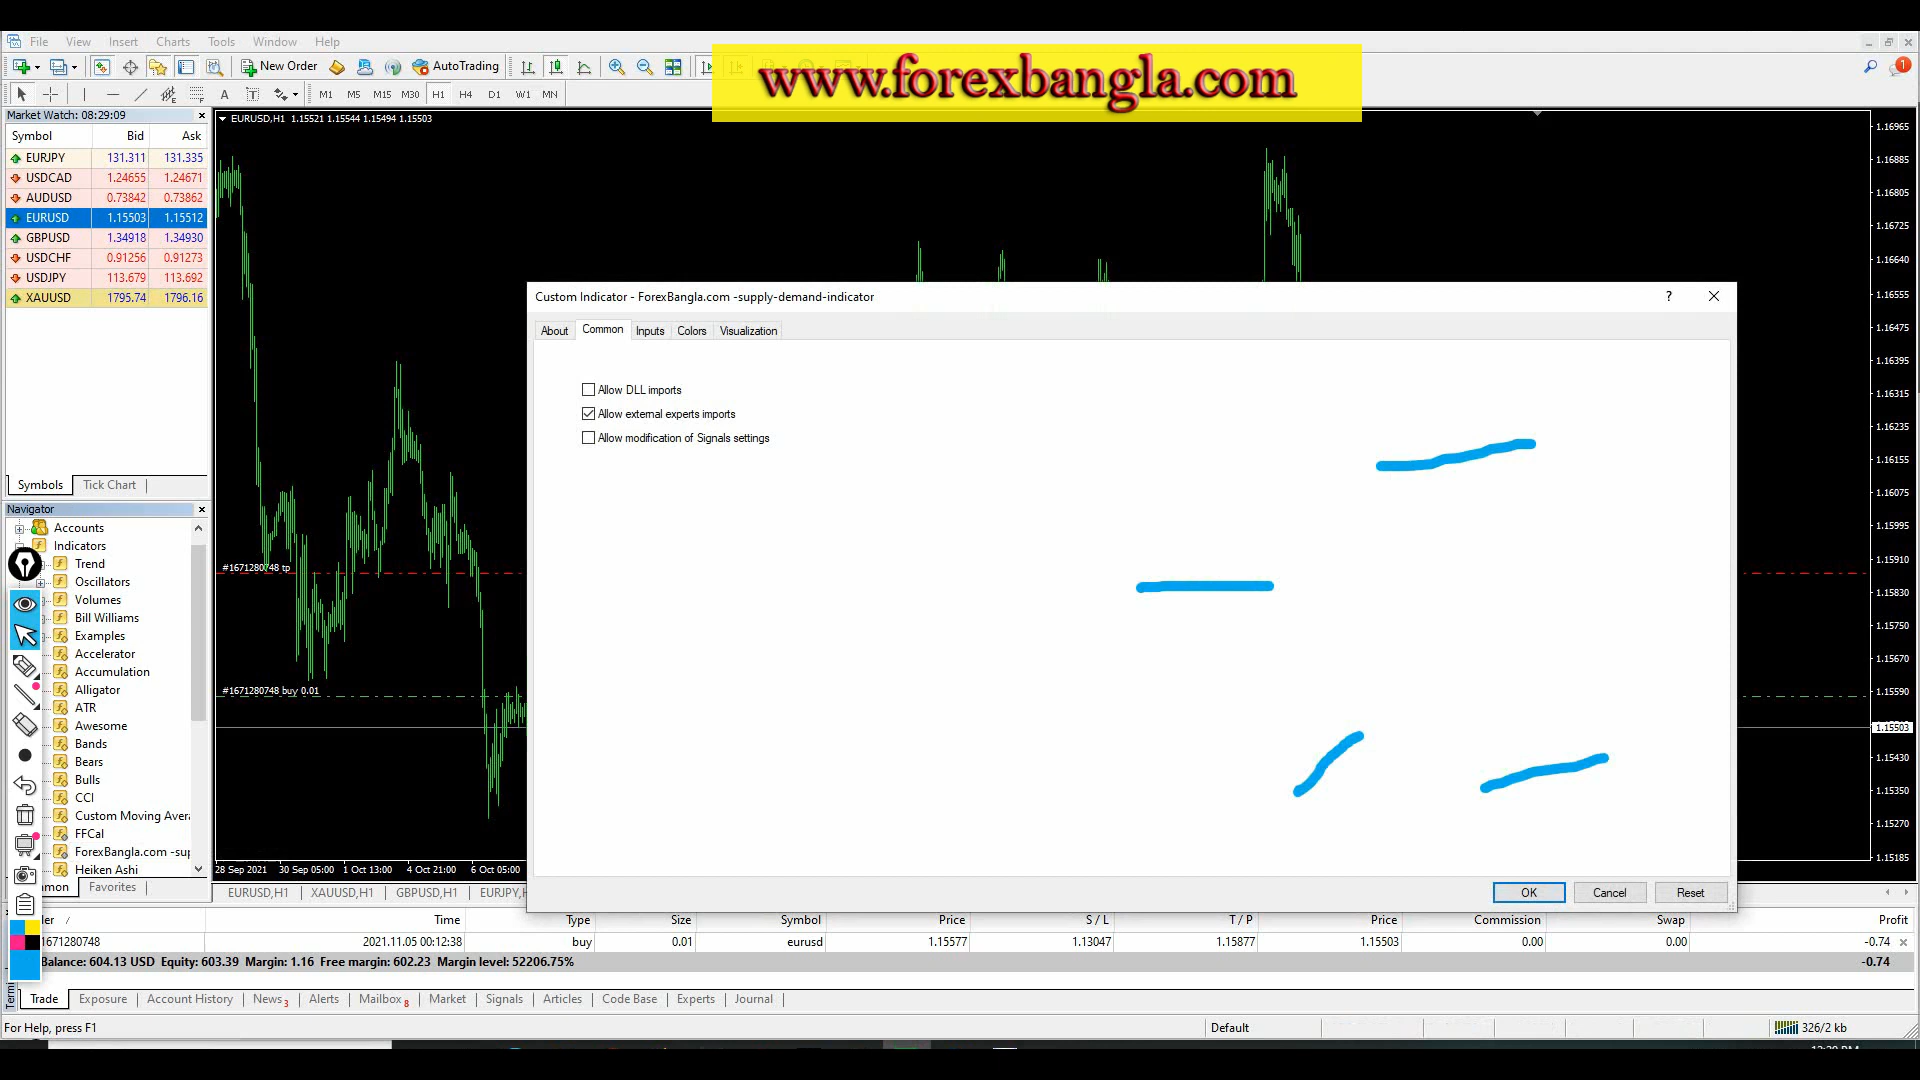 File View Insert Charts Tools Window Help
New Order AutoTrading
www.forexbangla.com
1
A T M1 M5 M15 M30 H1 H4 D1 W1 MN
Market Watch: 08:29:09
Symbol Bid Ask
EURJPY 131.311 131.335
USDCAD 1.24655 1.24671
AUDUSD 0.73842 0.73862
EURUSD 1.15503 1.15512
GBPUSD 1.34918 1.34930
USDCHF 0.91256 0.91273
USDJPY 113.679 113.692
XAUUSD 1795.74 1796.16
Symbols Tick Chart
Navigator
Accounts
Indicators
Trend
Oscillators
Volumes
Bill Williams
Examples
Accelerator
Accumulation
Alligator
ATR
Awesome
Bands
Bears
Bulls
CCI
Custom Moving Avera
FFCal
ForexBangla.com -sup
Heiken Ashi
Favorites
EURUSD,H1 1.15521 1.15544 1.15494 1.15503
#1671280748 tp
#1671280748 buy 0.01
1.16965
1.16885
1.16805
1.16725
1.16640
1.16555
1.16475
1.16395
1.16315
1.16235
1.16155
1.16075
1.15995
1.15910
1.15830
1.15750
1.15670
1.15590
1.15503
1.15430
1.15350
1.15270
1.15185
28 Sep 2021 30 Sep 05:00 1 Oct 13:00 4 Oct 21:00 6 Oct 05:00
EURUSD,H1 XAUUSD,H1 GBPUSD,H1 EURJPY,H
Custom Indicator - ForexBangla.com -supply-demand-indicator
? 
About Common Inputs Colors Visualization
Allow DLL imports
Allow external experts imports
Allow modification of Signals settings
OK Cancel Reset
/ Time Type Size Symbol Price S / L T / P Price Commission Swap Profit
1671280748 2021.11.05 00:12:38 buy 0.01 eurusd 1.15577 1.13047 1.15877 1.15503 0.00 0.00 -0.74
Balance: 604.13 USD Equity: 603.39 Margin: 1.16 Free margin: 602.23 Margin level: 52206.75% -0.74
Trade Exposure Account History News 3 Alerts Mailbox 8 Market Signals Articles Code Base Experts Journal
For Help, press F1 Default 326/2 kb